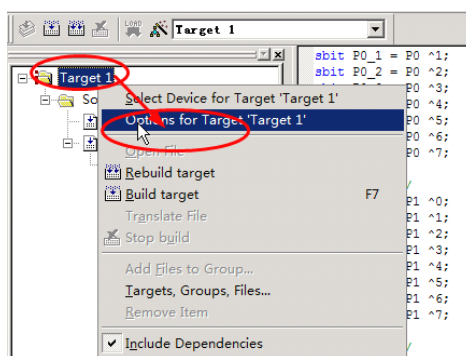 LOAD
Target 1
Target 1
So
Select Device for Target 'Target 1'
Options for Target 'Target 1'
Open File
Rebuild target
Build target F7
Translate File
Stop build
Add Files to Group...
Targets, Groups, Files...
Remove Item
Include Dependencies
sbit P0_1 = P0 ^1;
sbit P0_2 = P0 ^2;
P0 ^3;
P0 ^4;
P0 ^5;
P0 ^6;
P0 ^7;
/
P1 ^0;
P1 ^1;
P1 ^2;
P1 ^3;
P1 ^4;
P1 ^5;
P1 ^6;
P1 ^7;
/